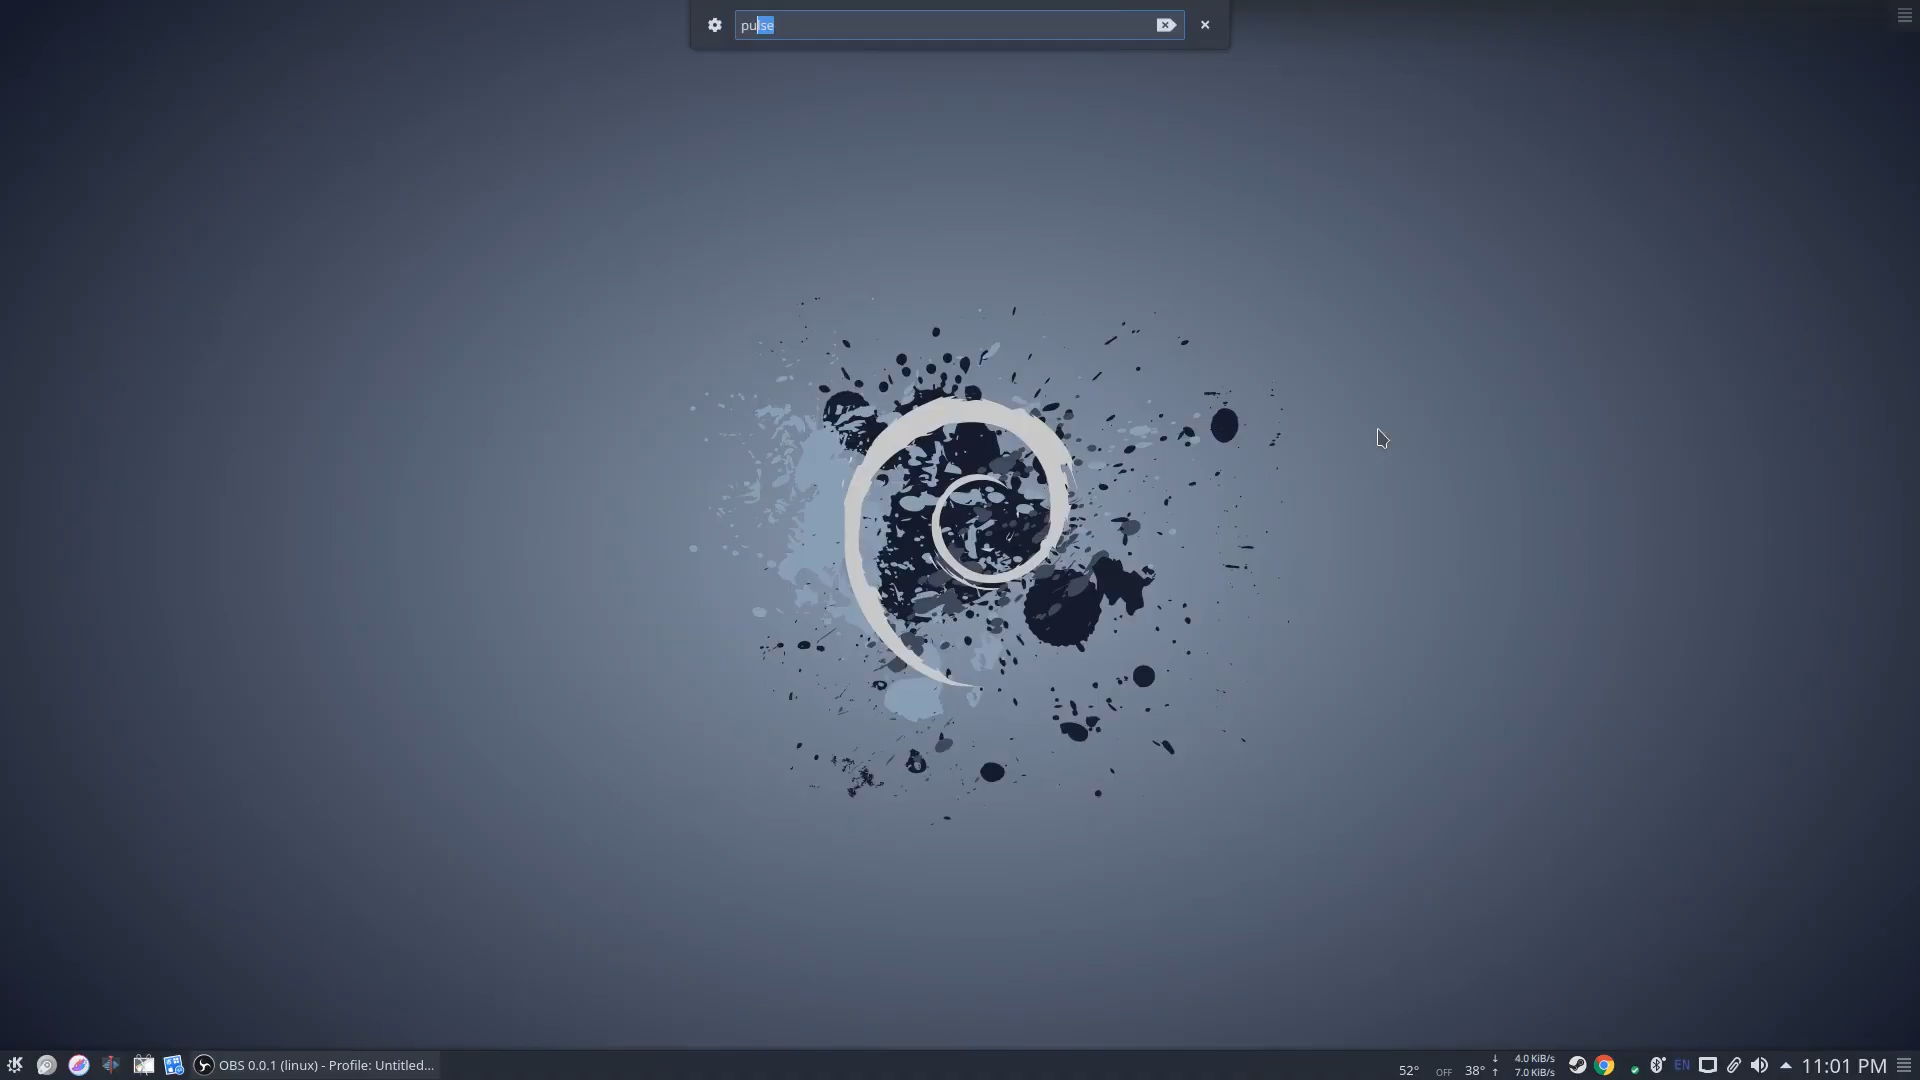 pulse
OBS 0.0.1 (linux) - Profile: Untitled...
52°
OFF
38°
↓ 4.0 KiB/s
↑ 7.0 KiB/s
EN
11:01 PM